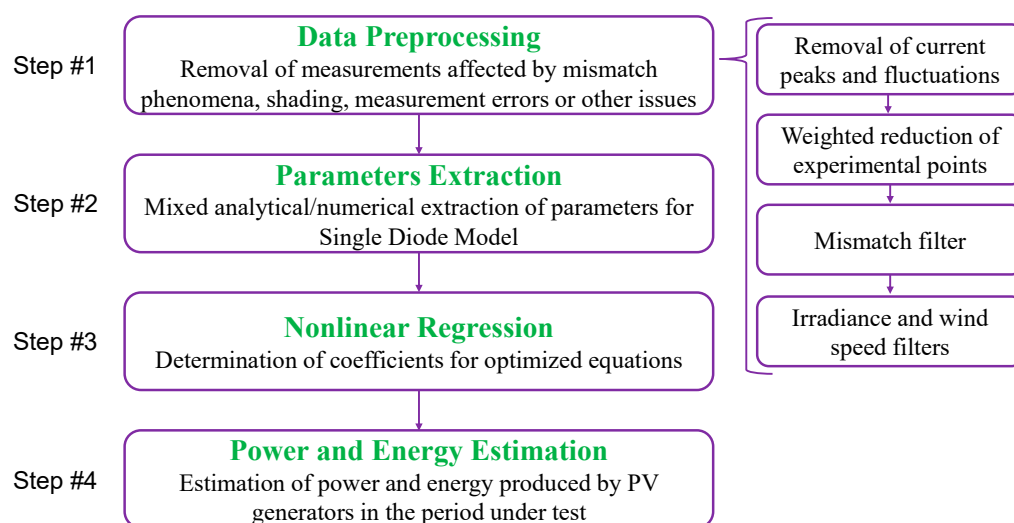 Step #1
Data Preprocessing
Removal of measurements affected by mismatch
phenomena, shading, measurement errors or other issues
Removal of current
peaks and fluctuations
Weighted reduction of
experimental points
Mismatch filter
Irradiance and wind
speed filters
Step #2
Parameters Extraction
Mixed analytical/numerical extraction of parameters for
Single Diode Model
Step #3
Nonlinear Regression
Determination of coefficients for optimized equations
Step #4
Power and Energy Estimation
Estimation of power and energy produced by PV
generators in the period under test